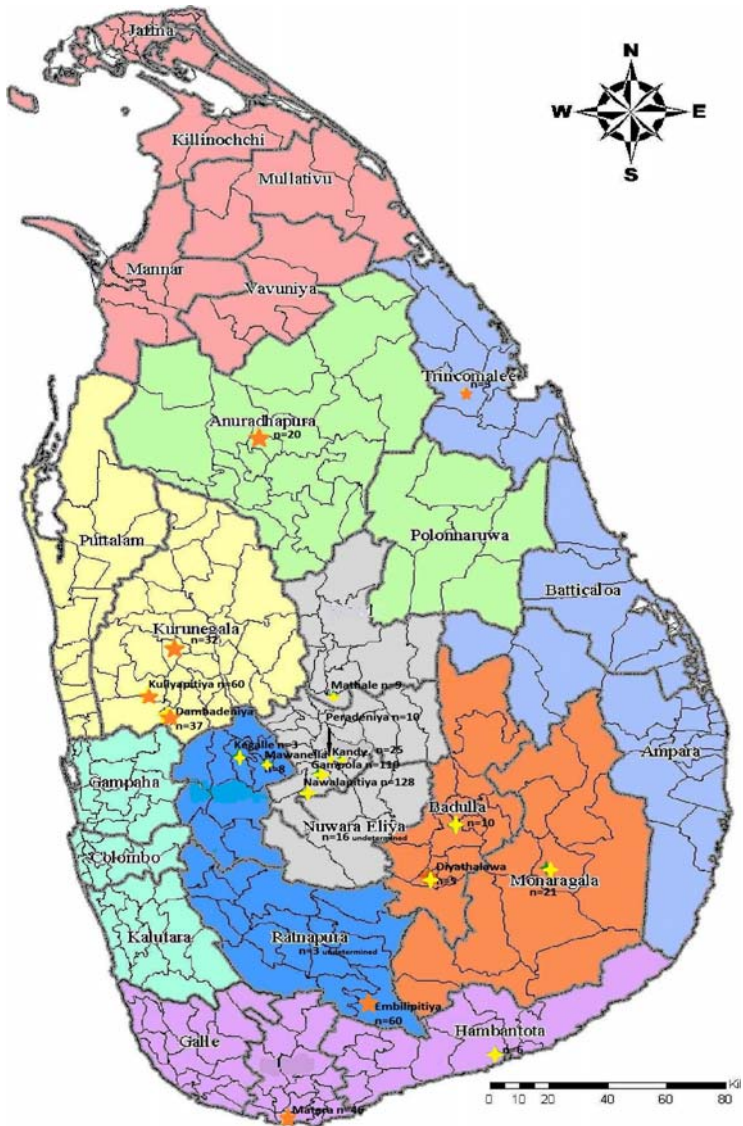 Jaffna
N
W E
S
Killinochchi
Mullativu
Mannar
Vavuniya
Trincomalee
n=3
Anuradhapura
n=20
Puttalam
Polonnaruwa
Batticaloa
Kurunegala
n=32
Kuliyapitiya n=60
Mathale n=9
Dambadeniya
n=37
Peradeniya n=10
Kegalle n=3
Mawanella
n=8
Kandy n=25
Gampola n=110
Nawalapitiya n=128
Ampara
Gampaha
Badulla
n=10
Nuwara Eliya
n=16 undetermined
Colombo
Diyathalawa
n=5
Monaragala
n=21
Kalutara
Ratnapura
n=3 undetermined
Embilipitiya
n=60
Hambantota
n=6
Galle
Matara n=46
Kil
0 10 20 40 60 80